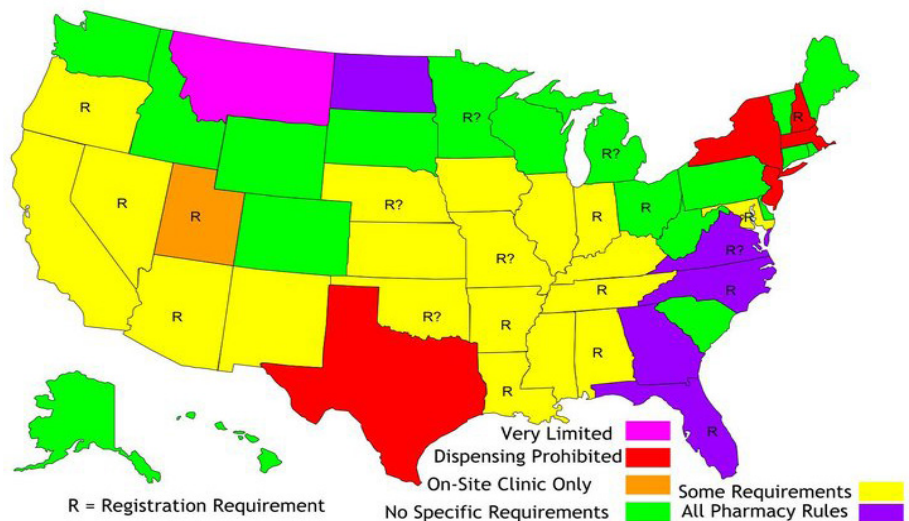 R
R?
R
R?
R
R?
R
R
R
R
R?
R?
R
R
R
R?
R
R
R
R
Very Limited
Dispensing Prohibited
On-Site Clinic Only
Some Requirements
R = Registration Requirement
No Specific Requirements
All Pharmacy Rules